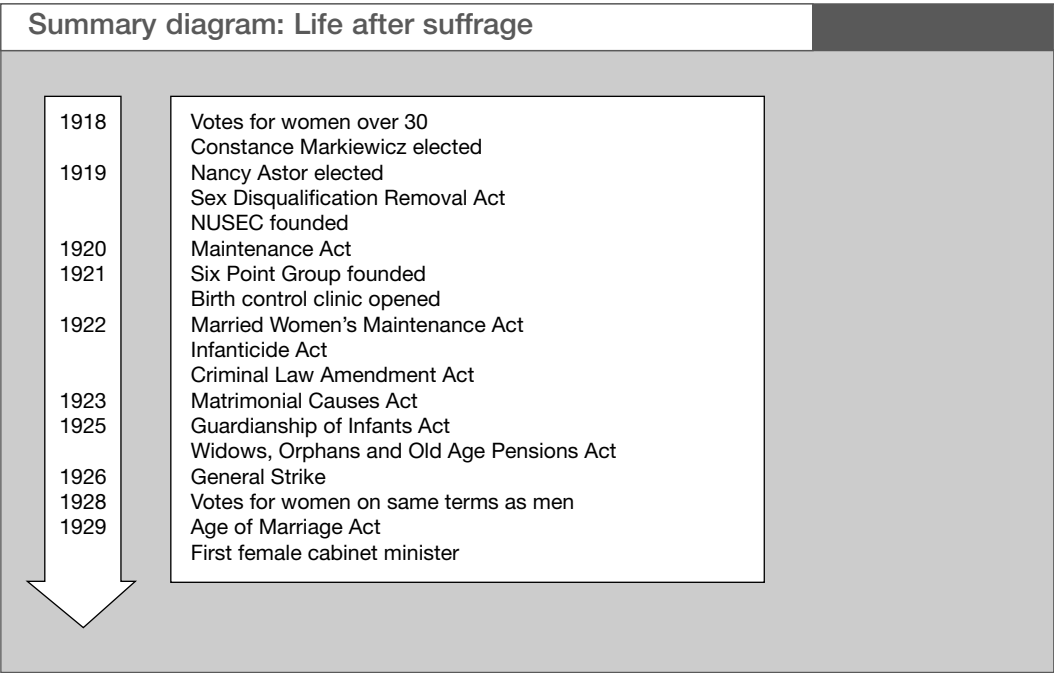 Summary diagram: Life after suffrage
1918 Votes for women over 30
Constance Markiewicz elected
1919 Nancy Astor elected
Sex Disqualification Removal Act
NUSEC founded
1920 Maintenance Act
1921 Six Point Group founded
Birth control clinic opened
1922 Married Women's Maintenance Act
Infanticide Act
Criminal Law Amendment Act
1923 Matrimonial Causes Act
1925 Guardianship of Infants Act
Widows, Orphans and Old Age Pensions Act
1926 General Strike
1928 Votes for women on same terms as men
1929 Age of Marriage Act
First female cabinet minister